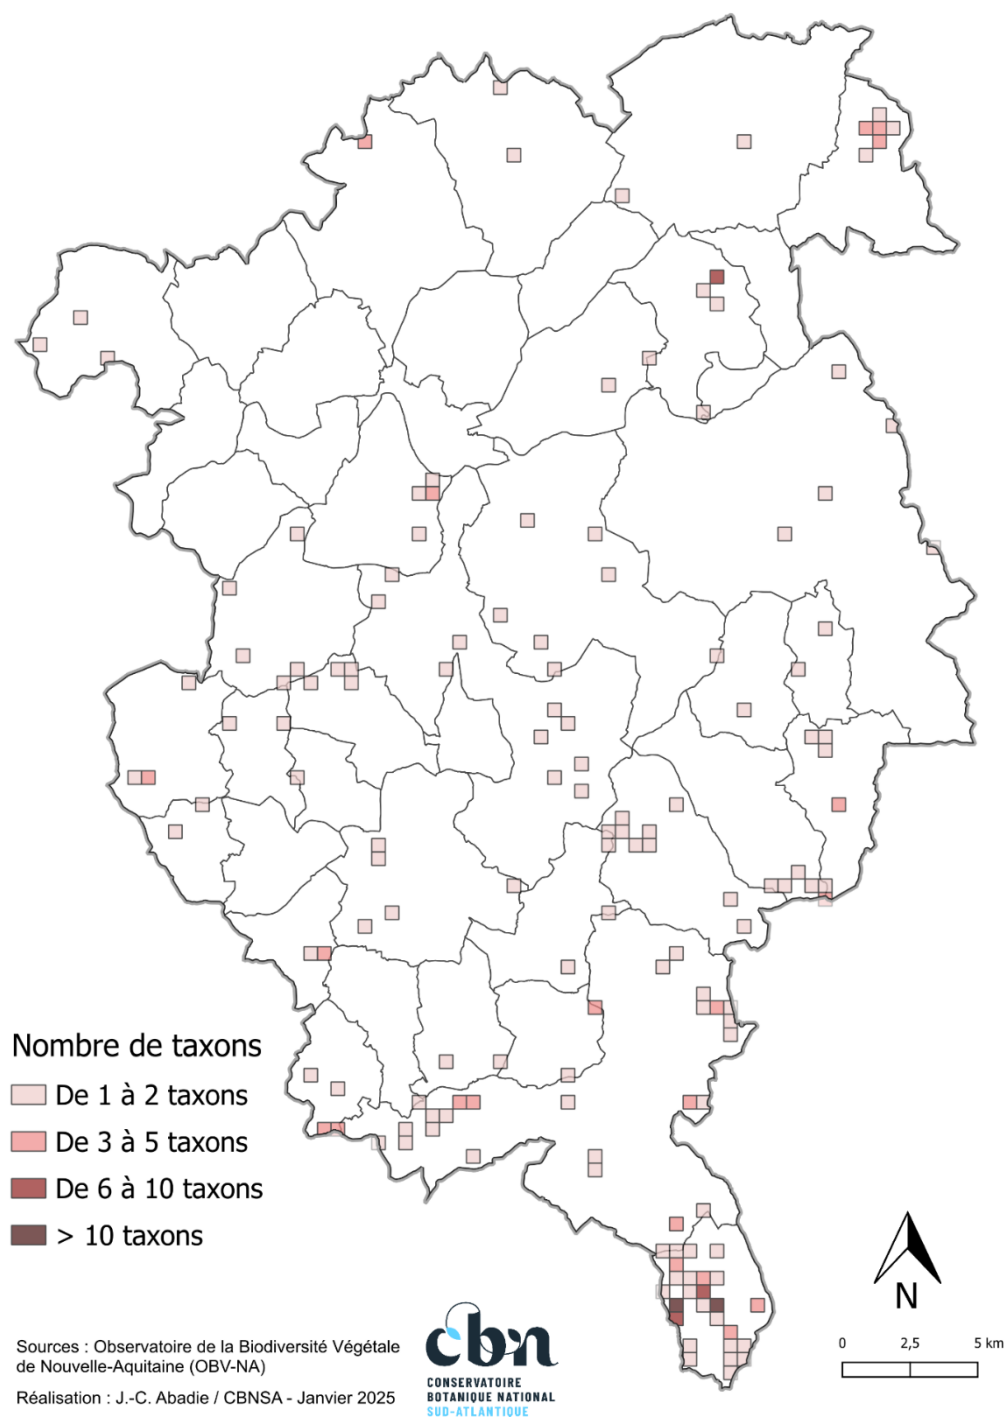 Nombre de taxons
De 1 à 2 taxons
De 3 à 5 taxons
De 6 à 10 taxons
> 10 taxons
Sources : Observatoire de la Biodiversité Végétale
de Nouvelle-Aquitaine (OBV-NA)
Réalisation : J.-C. Abadie / CBNSA - Janvier 2025
cbn
CONSERVATOIRE
BOTANIQUE NATIONAL
SUD-ATLANTIQUE
N
0 2,5 5 km